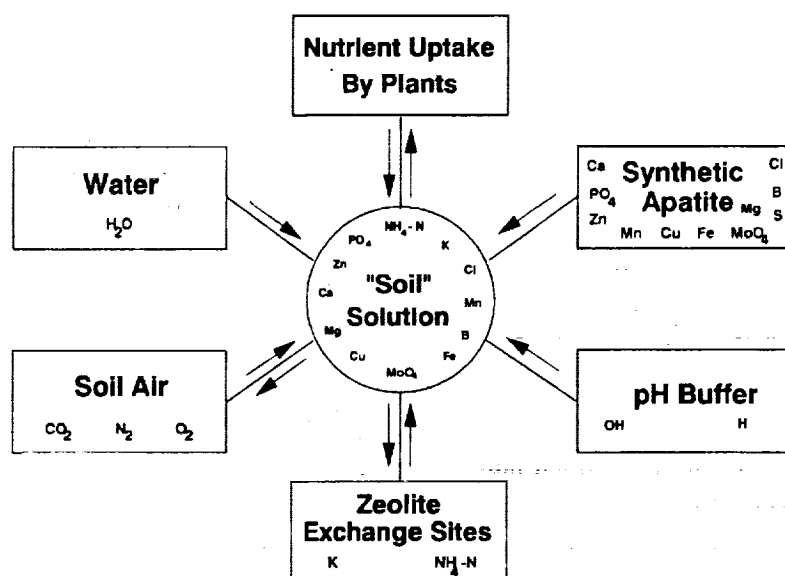 Nutrient Uptake
By Plants
Water
H₂O
Synthetic
Apatite
Ca
Cl
PO₄
B
Zn
Mg
S
Mn Cu Fe MoO₄
"Soil"
Solution
NH₄-N
PO₄
K
Zn
Cl
Ca
Mn
Mg
B
Cu
Fe
MoO₄
Soil Air
CO₂ N₂ O₂
pH Buffer
OH H
Zeolite
Exchange Sites
K NH₄-N